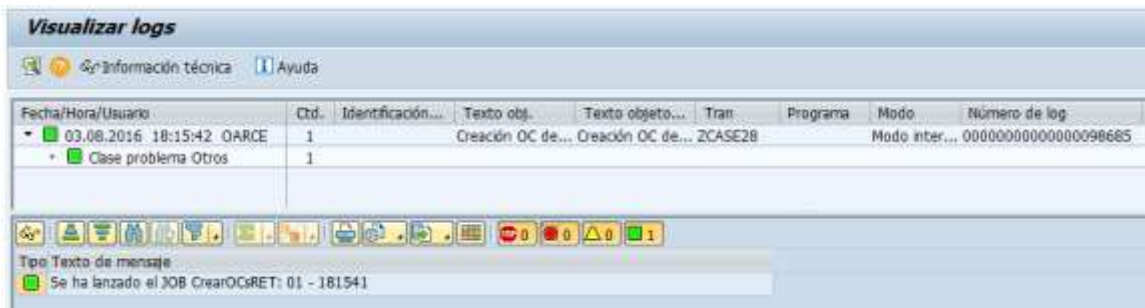 Visualizar logs
Información técnica Ayuda
Fecha/Hora/Usuario Ctd. Identificación... Texto obj. Texto objeto... Tran Programa Modo Número de log
03.08.2016 18:15:42 OARCE 1 Creación OC de... Creación OC de... ZCASE28 Modo inter... 00000000000000098685
Clase problema Otros 1
0 0 0 1
Tipo Texto de mensaje
Se ha lanzado el JOB CrearOCsRET: 01 - 181541